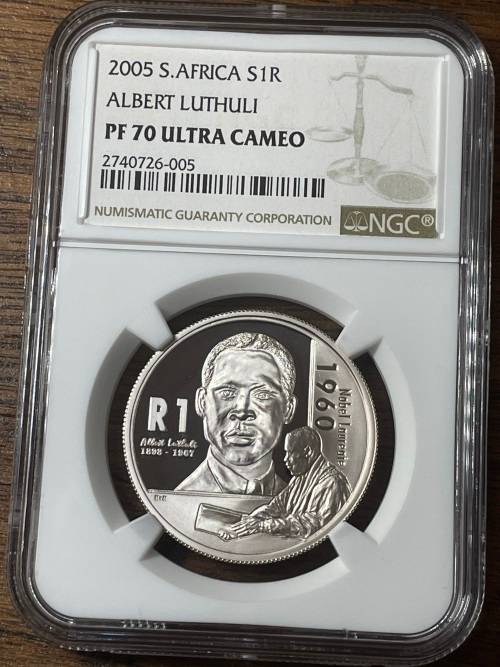 2005 S.AFRICA S1R
ALBERT LUTHULI
PF 70 ULTRA CAMEO
2740726-005
NUMISMATIC GUARANTY CORPORATION
NGC®
R1
Albert Luthuli
1898 - 1967
1960
Nobel Laureate